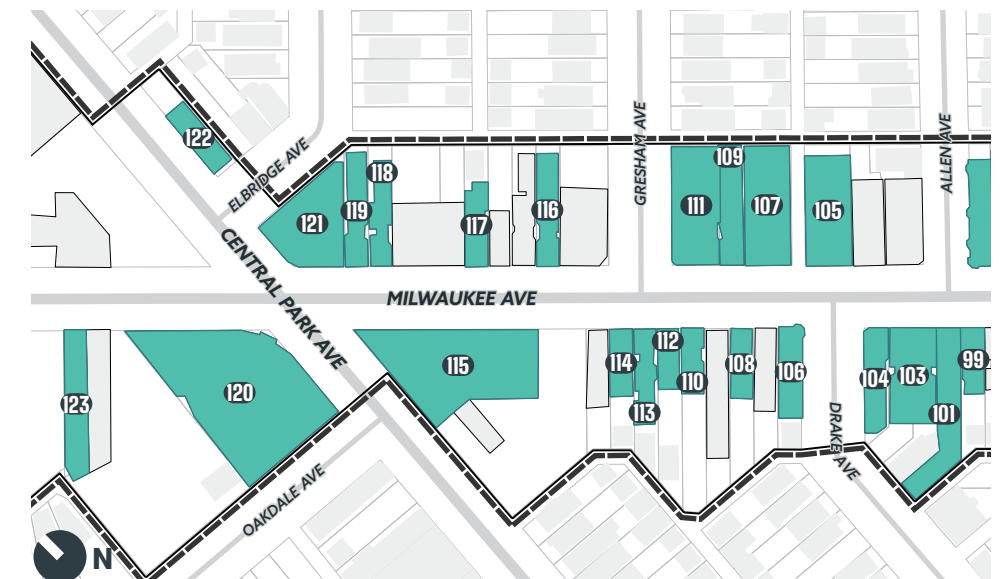 GRESHAM AVE
ALLEN AVE
122
ELBRIDGE AVE
109
118
121
119
117
116
111
107
105
CENTRAL PARK AVE
MILWAUKEE AVE
123
120
115
114
112
113
110
108
106
104
103
99
101
DRAKE AVE
OAKDALE AVE
N